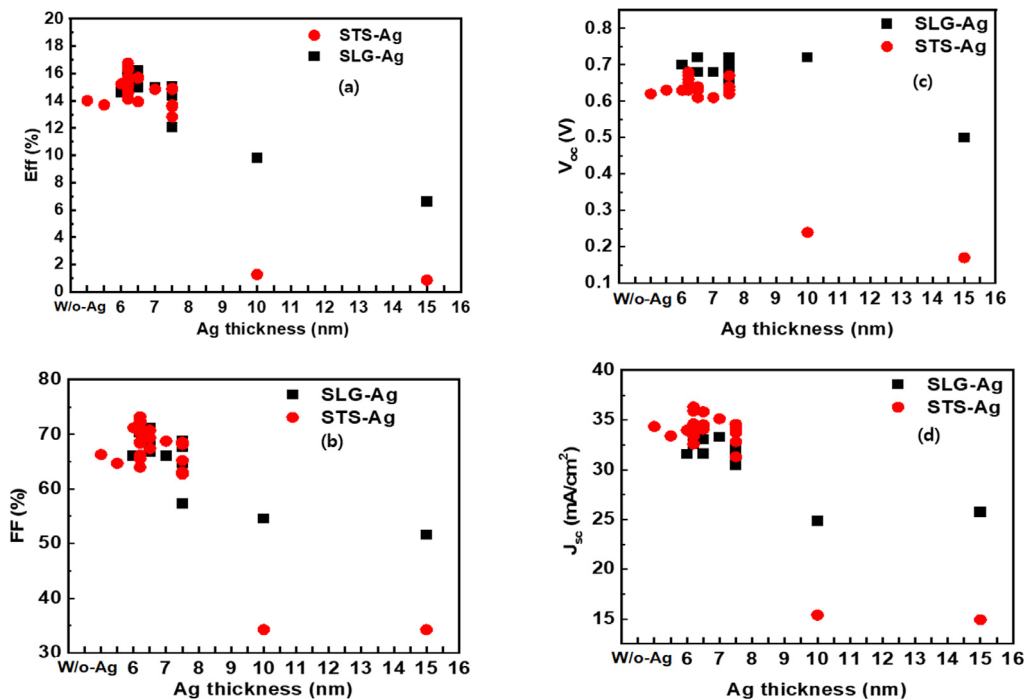 20
18
16
14
12
10
8
6
4
2
0
Eff (%)
STS-Ag
SLG-Ag
(a)
W/o-Ag 6 7 8 9 10 11 12 13 14 15 16
Ag thickness (nm)
0.8
0.7
0.6
0.5
0.4
0.3
0.2
0.1
Voc (V)
(c)
SLG-Ag
STS-Ag
W/o-Ag 6 7 8 9 10 11 12 13 14 15 16
Ag thickness (nm)
80
70
60
50
40
30
FF (%)
SLG-Ag
STS-Ag
(b)
W/o-Ag 6 7 8 9 10 11 12 13 14 15 16
Ag thickness (nm)
40
35
30
25
20
15
Jsc (mA/cm²)
SLG-Ag
STS-Ag
(d)
W/o-Ag 6 7 8 9 10 11 12 13 14 15 16
Ag thickness (nm)